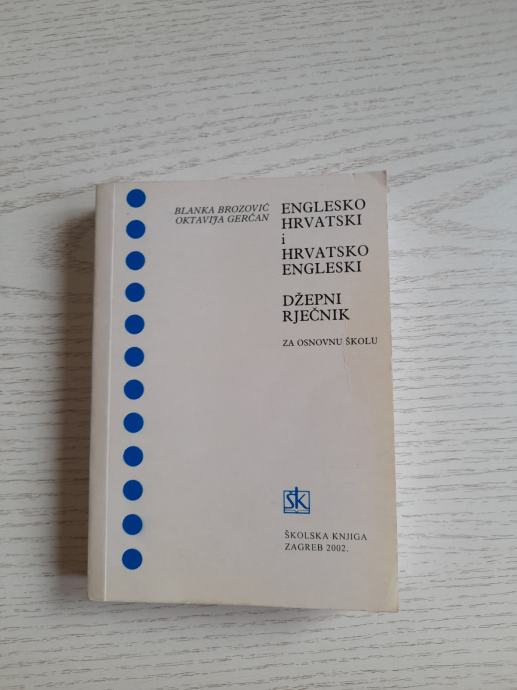 BLANKA BROZOVIĆ
OKTAVIJA GERČAN
ENGLESKO
HRVATSKI
i
HRVATSKO
ENGLESKI
DŽEPNI
RJEČNIK
ZA OSNOVNU ŠKOLU
ŠK
ŠKOLSKA KNJIGA
ZAGREB 2002.